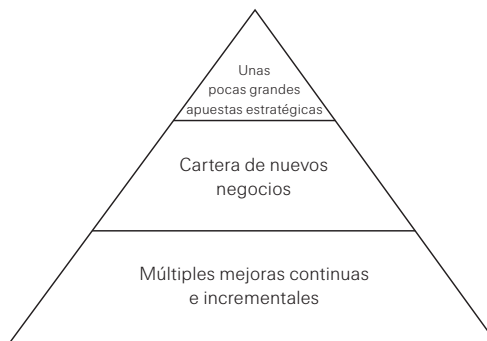 Unas
pocas grandes
apuestas estratégicas
Cartera de nuevos
negocios
Múltiples mejoras continuas
e incrementales